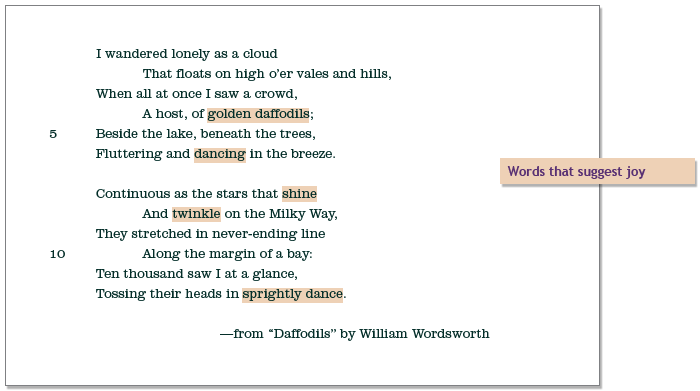 I wandered lonely as a cloud
That floats on high o’er vales and hills,
When all at once I saw a crowd,
A host, of golden daffodils;
5 Beside the lake, beneath the trees,
Fluttering and dancing in the breeze.
Words that suggest joy
Continuous as the stars that shine
And twinkle on the Milky Way,
They stretched in never-ending line
10 Along the margin of a bay:
Ten thousand saw I at a glance,
Tossing their heads in sprightly dance.
—from “Daffodils” by William Wordsworth